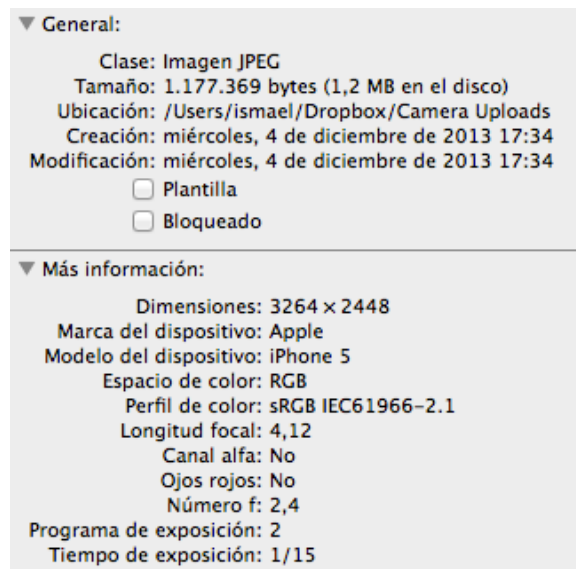 General:
Clase: Imagen JPEG
Tamaño: 1.177.369 bytes (1,2 MB en el disco)
Ubicación: /Users/ismael/Dropbox/Camera Uploads
Creación: miércoles, 4 de diciembre de 2013 17:34
Modificación: miércoles, 4 de diciembre de 2013 17:34
Plantilla
Bloqueado
Más información:
Dimensiones: 3264 × 2448
Marca del dispositivo: Apple
Modelo del dispositivo: iPhone 5
Espacio de color: RGB
Perfil de color: sRGB IEC61966-2.1
Longitud focal: 4,12
Canal alfa: No
Ojos rojos: No
Número f: 2,4
Programa de exposición: 2
Tiempo de exposición: 1/15